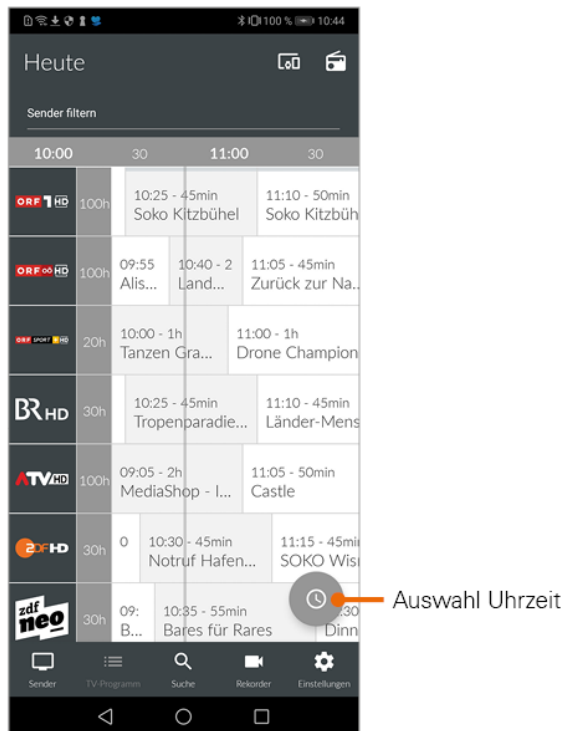 100 % 10:44
Heute
Sender filtern
10:00 30 11:00 30
ORF 1 HD 100h 10:25 - 45min 11:10 - 50min
Soko Kitzbühel Soko Kitzbüh
ORF oö HD 100h 09:55 10:40 - 2 11:05 - 45min
Alis... Land... Zurück zur Na..
ORF SPORT HD 20h 10:00 - 1h 11:00 - 1h
Tanzen Gra... Drone Champion
BR HD 30h 10:25 - 45min 11:10 - 45min
Tropenparadie... Länder-Mens
ATV HD 100h 09:05 - 2h 11:05 - 50min
MediaShop - I... Castle
ZDF HD 30h 0 10:30 - 45min 11:15 - 45mi
Notruf Hafen... SOKO Wis
zdf neo 30h 09: 10:35 - 55min :30
B... Bares für Rares Dinn
Auswahl Uhrzeit
Sender TV-Programm Suche Rekorder Einstellungen